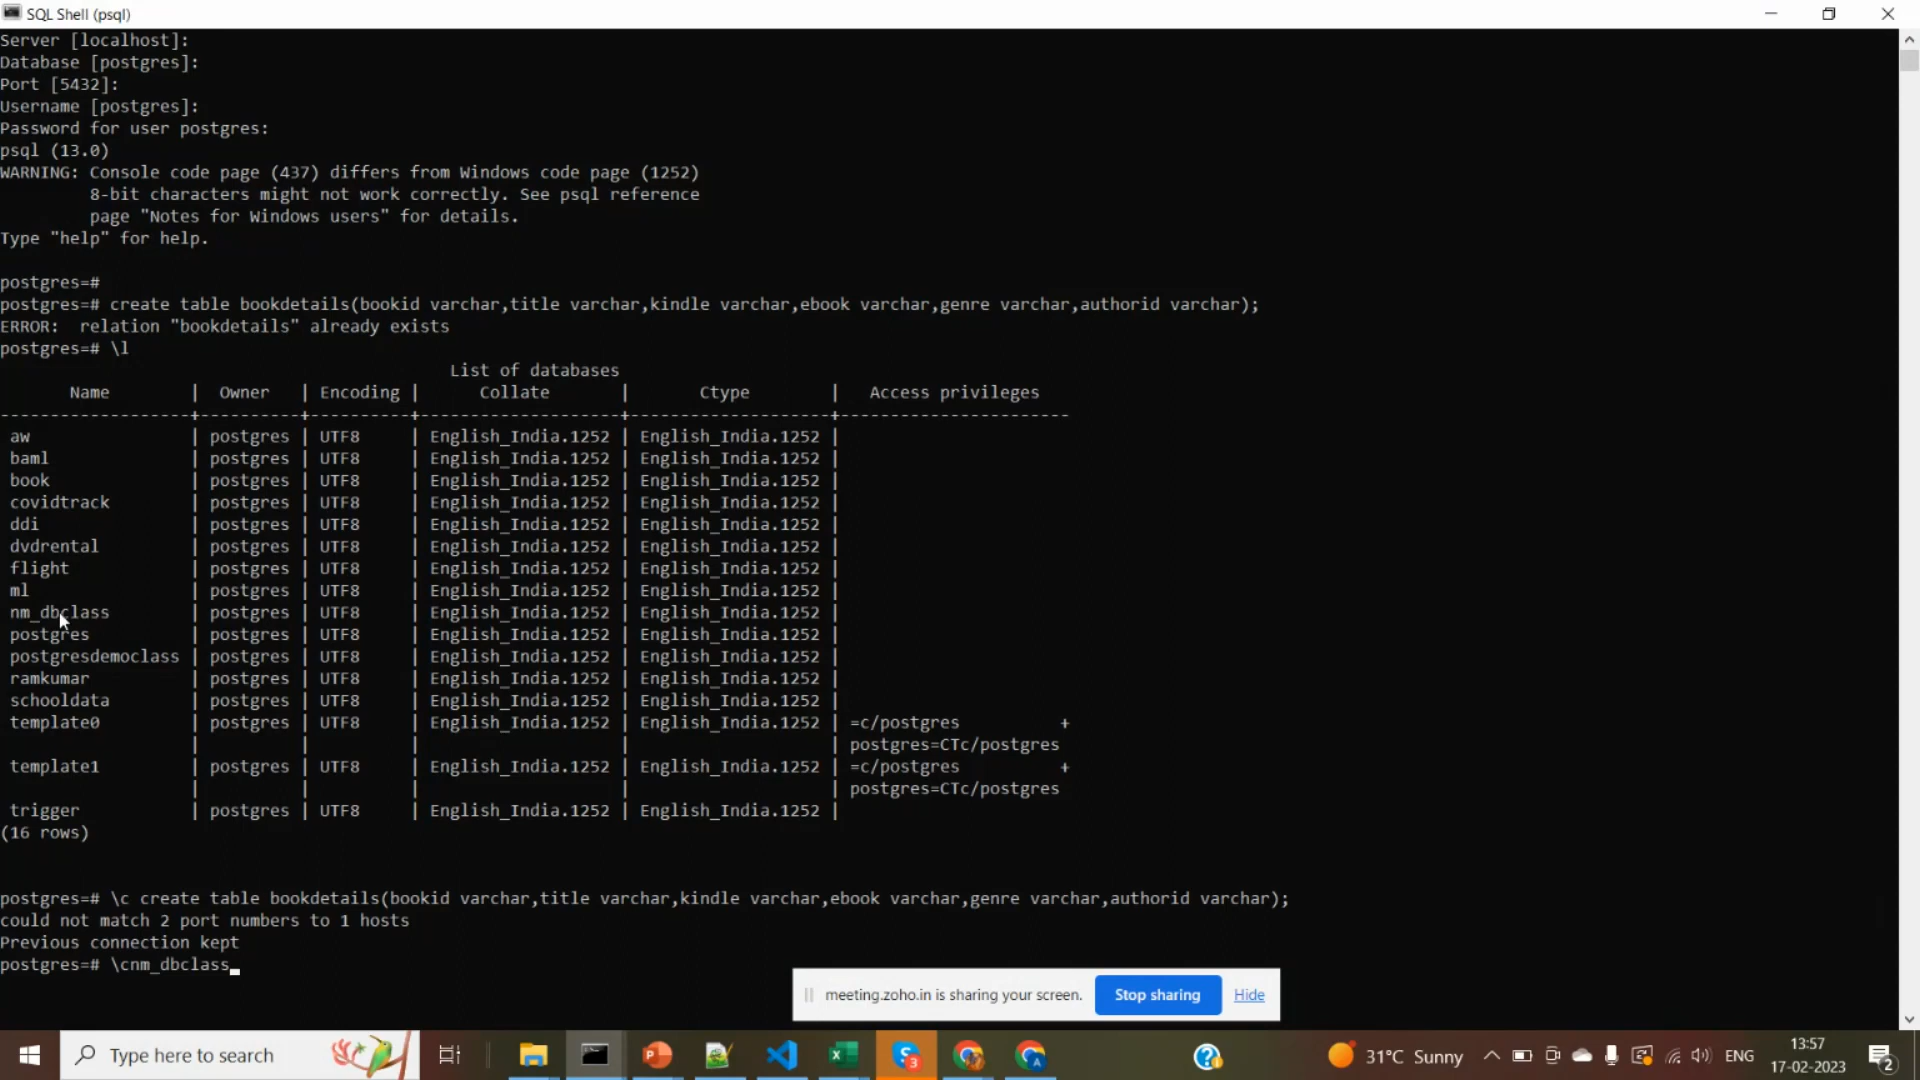 SQL Shell (psql)
Server [localhost]:
Database [postgres]:
Port [5432]:
Username [postgres]:
Password for user postgres:
psql (13.0)
WARNING: Console code page (437) differs from Windows code page (1252)
         8-bit characters might not work correctly. See psql reference
         page "Notes for Windows users" for details.
Type "help" for help.
postgres=#
postgres=# create table bookdetails(bookid varchar,title varchar,kindle varchar,ebook varchar,genre varchar,authorid varchar);
ERROR:  relation "bookdetails" already exists
postgres=# \l
List of databases
Name | Owner | Encoding | Collate | Ctype | Access privileges
-------------------+----------+----------+--------------------+--------------------+-----------------------
aw | postgres | UTF8 | English_India.1252 | English_India.1252 |
baml | postgres | UTF8 | English_India.1252 | English_India.1252 |
book | postgres | UTF8 | English_India.1252 | English_India.1252 |
covidtrack | postgres | UTF8 | English_India.1252 | English_India.1252 |
ddi | postgres | UTF8 | English_India.1252 | English_India.1252 |
dvdrental | postgres | UTF8 | English_India.1252 | English_India.1252 |
flight | postgres | UTF8 | English_India.1252 | English_India.1252 |
ml | postgres | UTF8 | English_India.1252 | English_India.1252 |
nm_dbclass | postgres | UTF8 | English_India.1252 | English_India.1252 |
postgres | postgres | UTF8 | English_India.1252 | English_India.1252 |
postgresdemoclass | postgres | UTF8 | English_India.1252 | English_India.1252 |
ramkumar | postgres | UTF8 | English_India.1252 | English_India.1252 |
schooldata | postgres | UTF8 | English_India.1252 | English_India.1252 |
template0 | postgres | UTF8 | English_India.1252 | English_India.1252 | =c/postgres +
| | | | | postgres=CTc/postgres
template1 | postgres | UTF8 | English_India.1252 | English_India.1252 | =c/postgres +
| | | | | postgres=CTc/postgres
trigger | postgres | UTF8 | English_India.1252 | English_India.1252 |
(16 rows)
postgres=# \c create table bookdetails(bookid varchar,title varchar,kindle varchar,ebook varchar,genre varchar,authorid varchar);
could not match 2 port numbers to 1 hosts
Previous connection kept
postgres=# \cnm_dbclass
meeting.zoho.in is sharing your screen. Stop sharing Hide
Type here to search
31°C Sunny
ENG
13:57
17-02-2023
2
3